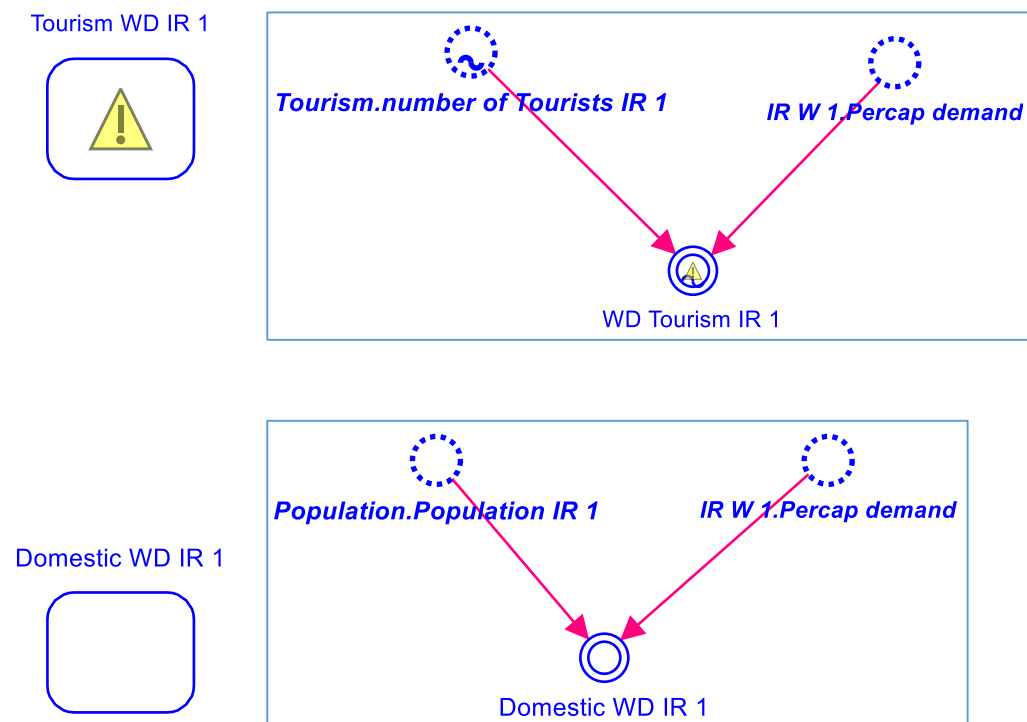 Tourism WD IR 1
Tourism.number of Tourists IR 1
IR W 1.Percap demand
WD Tourism IR 1
Domestic WD IR 1
Population.Population IR 1
IR W 1.Percap demand
Domestic WD IR 1